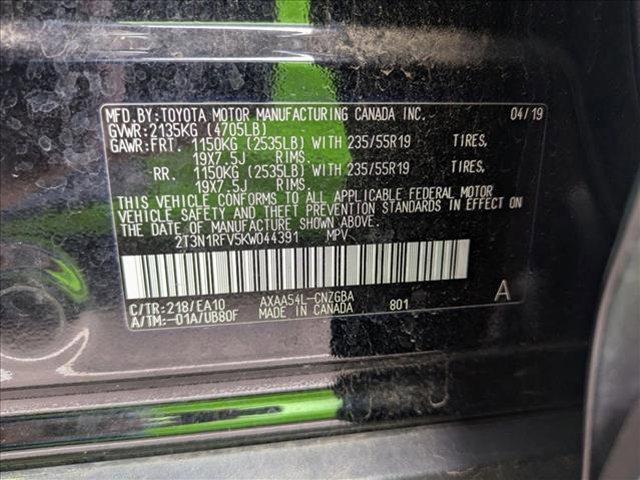 MFD.BY:TOYOTA MOTOR MANUFACTURING CANADA INC. 04/19
GVWR:2135KG (4705LB)
GAWR:FRT. 1150KG (2535LB) WITH 235/55R19 TIRES,
19X7.5J RIMS.
RR. 1150KG (2535LB) WITH 235/55R19 TIRES,
19X7.5J RIMS.
THIS VEHICLE CONFORMS TO ALL APPLICABLE FEDERAL MOTOR
VEHICLE SAFETY AND THEFT PREVENTION STANDARDS IN EFFECT ON
THE DATE OF MANUFACTURE SHOWN ABOVE.
2T3N1RFV5KW044391 MPV
C/TR:218/EA10 AXAA54L-CNZGBA 801 A
A/TM:-01A/UB80F MADE IN CANADA